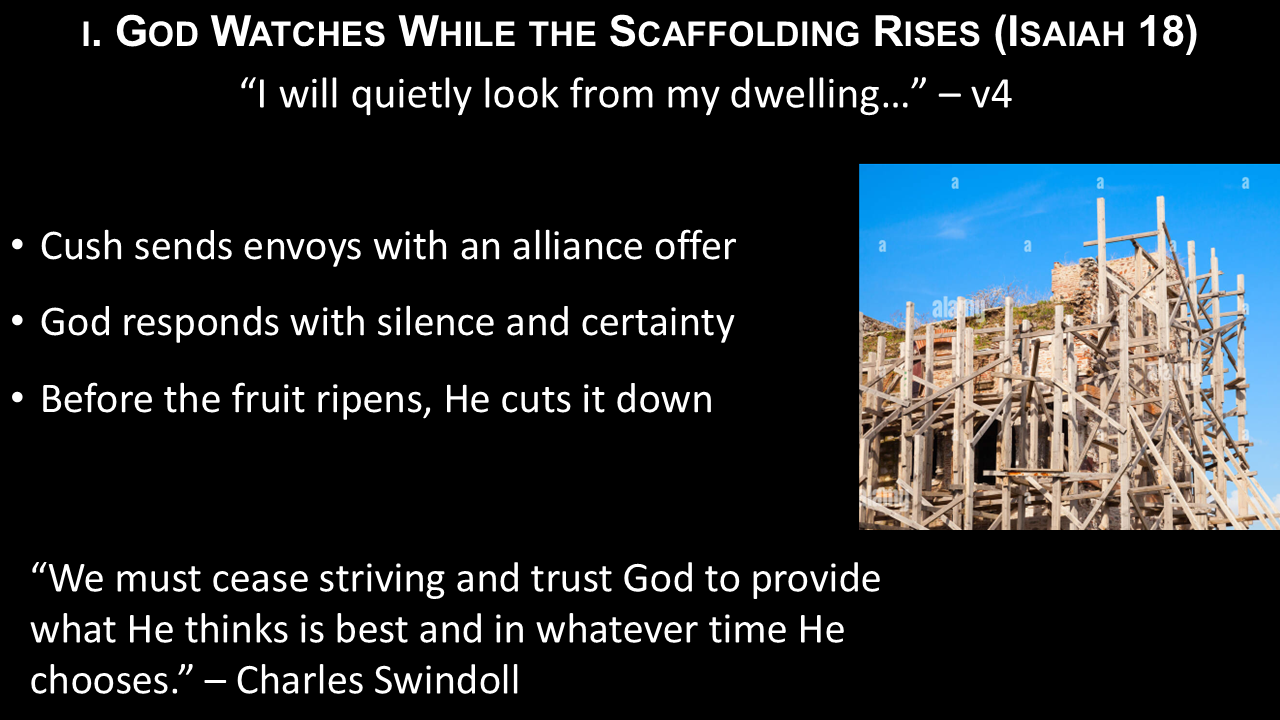 I. GOD WATCHES WHILE THE SCAFFOLDING RISES (ISAIAH 18)
“I will quietly look from my dwelling…” – v4
• Cush sends envoys with an alliance offer
• God responds with silence and certainty
• Before the fruit ripens, He cuts it down
a a a
a a a
alamy a
alamy
a
alamy
“We must cease striving and trust God to provide
what He thinks is best and in whatever time He
chooses.” – Charles Swindoll